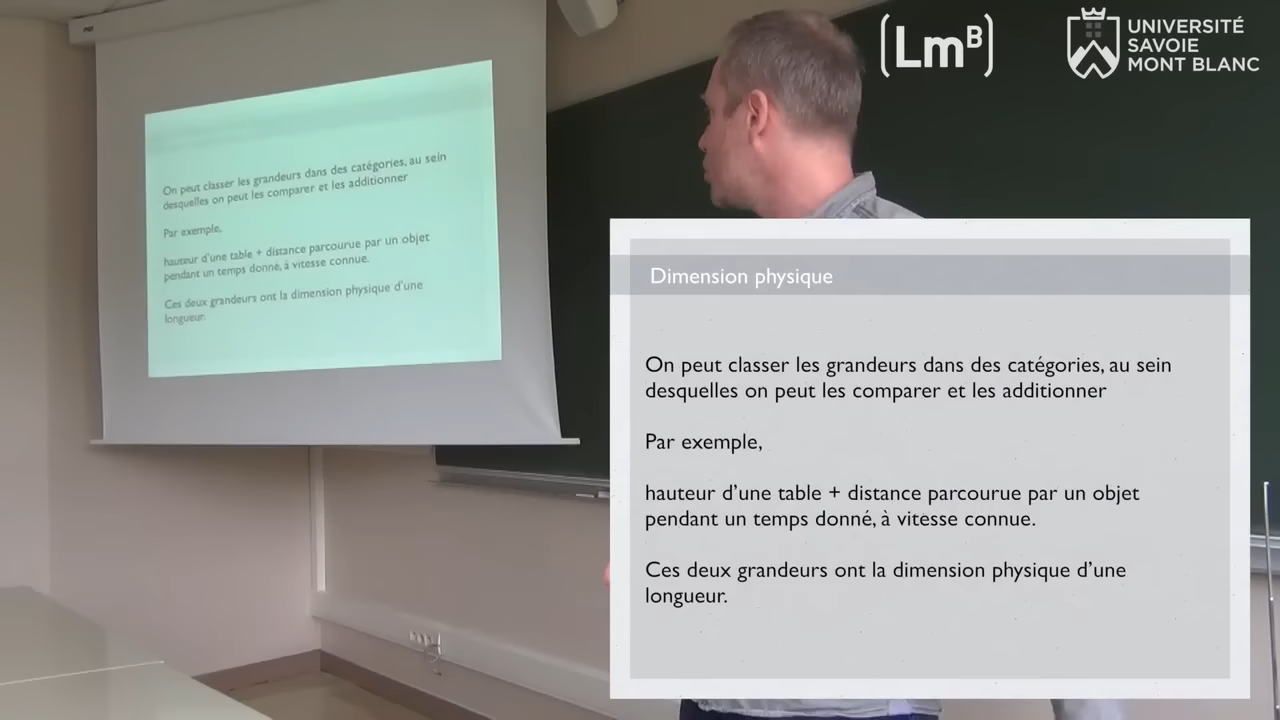 On peut classer les grandeurs dans des catégories, au sein
desquelles on peut les comparer et les additionner
Par exemple,
hauteur d'une table + distance parcourue par un objet
pendant un temps donné, à vitesse connue.
Ces deux grandeurs ont la dimension physique d'une
longueur.
(LmB)
UNIVERSITÉ
SAVOIE
MONT BLANC
Dimension physique
On peut classer les grandeurs dans des catégories, au sein
desquelles on peut les comparer et les additionner
Par exemple,
hauteur d’une table + distance parcourue par un objet
pendant un temps donné, à vitesse connue.
Ces deux grandeurs ont la dimension physique d’une
longueur.